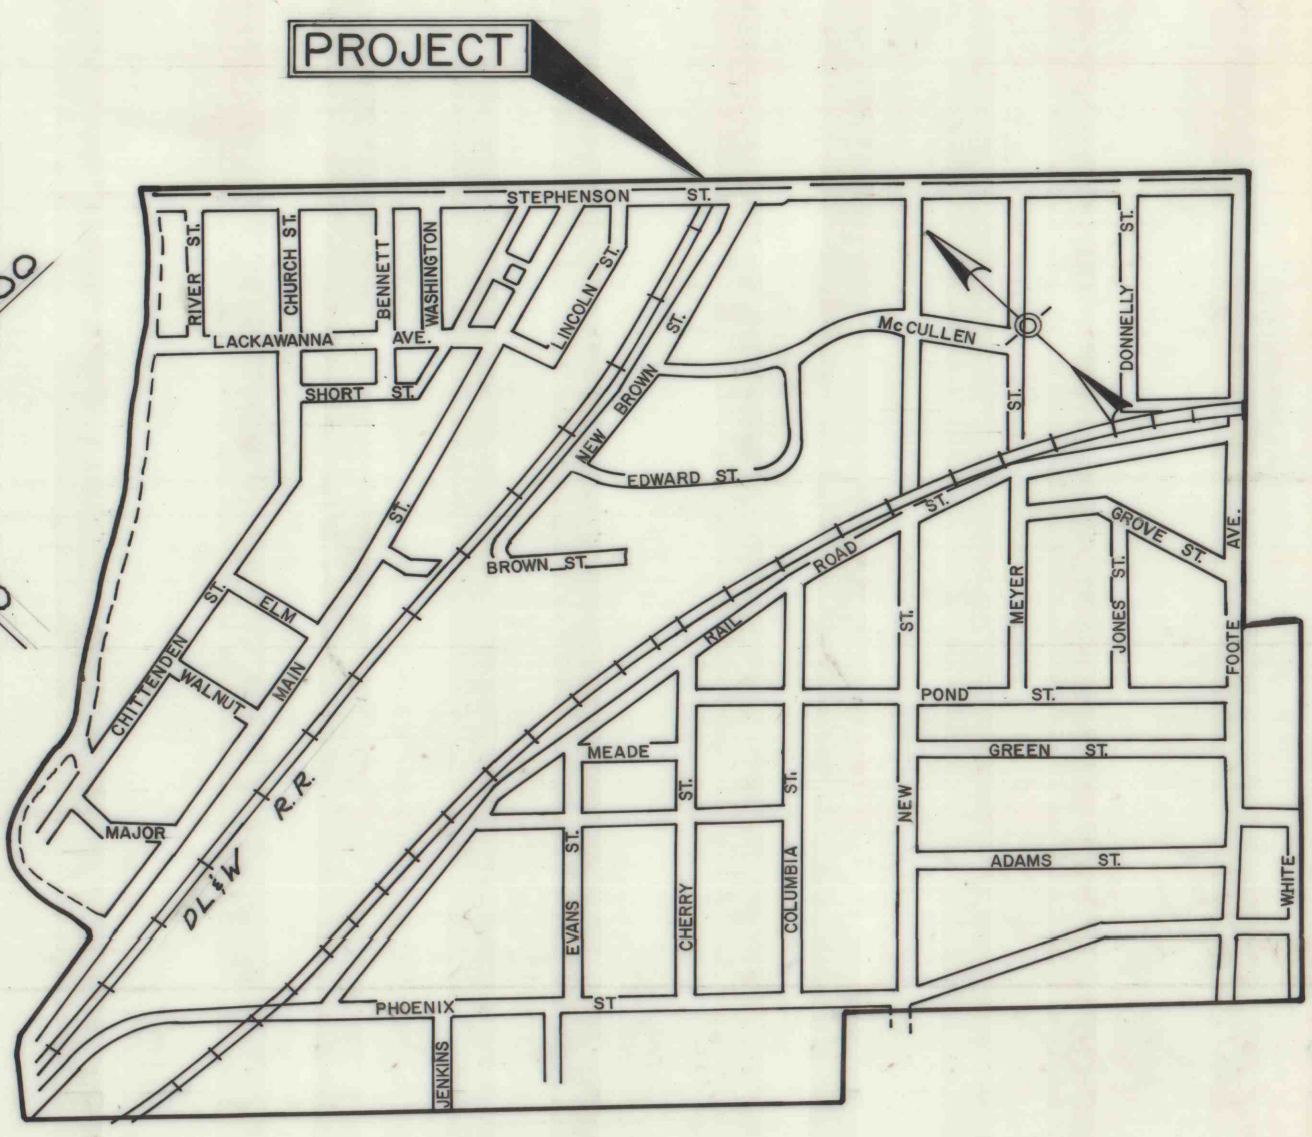 PROJECT
STEPHENSON ST.
RIVER ST.
CHURCH ST.
BENNETT
WASHINGTON
LINCOLN ST.
DONNELLY ST.
LACKAWANNA AVE.
McCULLEN
SHORT ST.
NEW BROWN ST.
EDWARD ST.
BROWN ST.
GROVE ST.
RAIL ROAD ST.
MEYER ST.
JONES ST.
FOOTE AVE.
ELM
CHITTENDEN ST.
WALNUT
MAIN ST.
POND ST.
MEADE
GREEN ST.
R.R.
DL&W
MAJOR
EVANS ST.
CHERRY ST.
COLUMBIA ST.
NEW ST.
ADAMS ST.
WHITE
PHOENIX ST
JENKINS